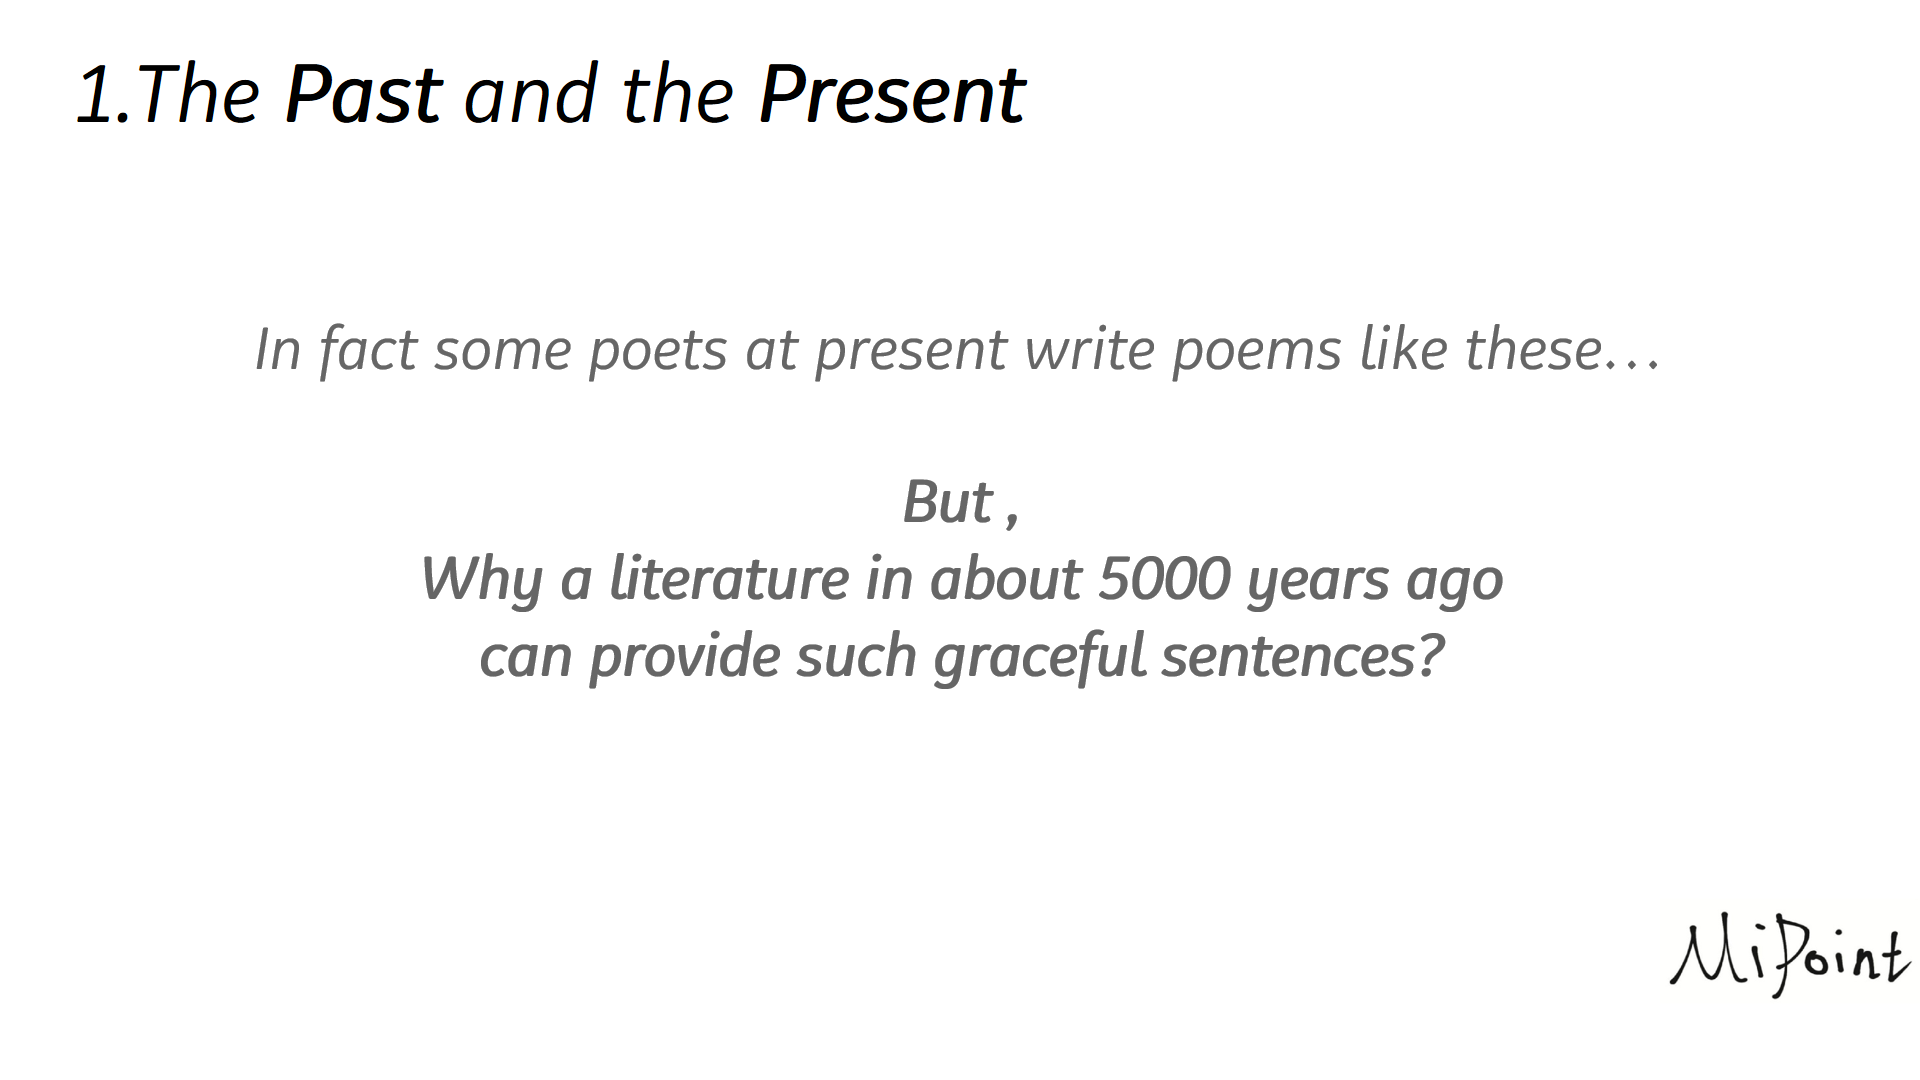 1.The Past and the Present
In fact some poets at present write poems like these…
But ,
Why a literature in about 5000 years ago
can provide such graceful sentences?
MiPoint